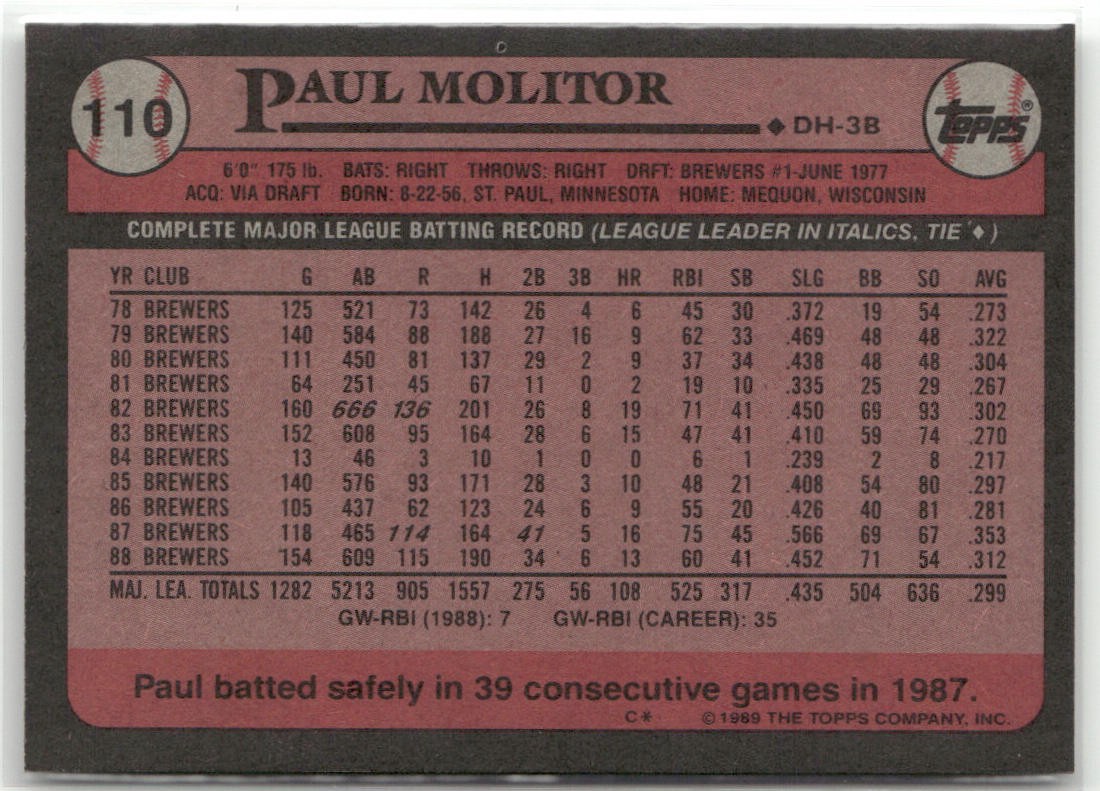 110
PAUL MOLITOR
◆ DH-3B
TOPPS®
6'0" 175 lb. BATS: RIGHT THROWS: RIGHT DRFT: BREWERS #1-JUNE 1977
ACQ: VIA DRAFT BORN: 8-22-56, ST. PAUL, MINNESOTA HOME: MEQUON, WISCONSIN
COMPLETE MAJOR LEAGUE BATTING RECORD (LEAGUE LEADER IN ITALICS, TIE ◆)
YR CLUB G AB R H 2B 3B HR RBI SB SLG BB SO AVG
78 BREWERS 125 521 73 142 26 4 6 45 30 .372 19 54 .273
79 BREWERS 140 584 88 188 27 16 9 62 33 .469 48 48 .322
80 BREWERS 111 450 81 137 29 2 9 37 34 .438 48 48 .304
81 BREWERS 64 251 45 67 11 0 2 19 10 .335 25 29 .267
82 BREWERS 160 666 136 201 26 8 19 71 41 .450 69 93 .302
83 BREWERS 152 608 95 164 28 6 15 47 41 .410 59 74 .270
84 BREWERS 13 46 3 10 1 0 0 6 1 .239 2 8 .217
85 BREWERS 140 576 93 171 28 3 10 48 21 .408 54 80 .297
86 BREWERS 105 437 62 123 24 6 9 55 20 .426 40 81 .281
87 BREWERS 118 465 114 164 41 5 16 75 45 .566 69 67 .353
88 BREWERS 154 609 115 190 34 6 13 60 41 .452 71 54 .312
MAJ. LEA. TOTALS 1282 5213 905 1557 275 56 108 525 317 .435 504 636 .299
GW-RBI (1988): 7 GW-RBI (CAREER): 35
Paul batted safely in 39 consecutive games in 1987.
C* © 1989 THE TOPPS COMPANY, INC.